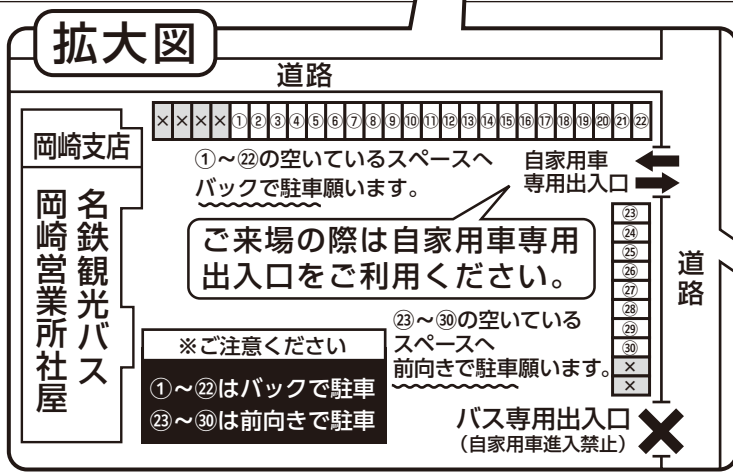 拡大図
道路
××××①②③④⑤⑥⑦⑧⑨⑩⑪⑫⑬⑭⑮⑯⑰⑱⑲⑳㉑㉒
岡崎支店
①～㉒の空いているスペースへ
バックで駐車願います。
自家用車
専用出入口
名鉄観光バス
岡崎営業所社屋
ご来場の際は自家用車専用
出入口をご利用ください。
㉓
㉔
㉕
㉖
㉗
㉘
㉙
㉚
×
×
道路
㉓～㉚の空いている
スペースへ
前向きで駐車願います。
※ご注意ください
①～㉒はバックで駐車
㉓～㉚は前向きで駐車
バス専用出入口
（自家用車進入禁止）